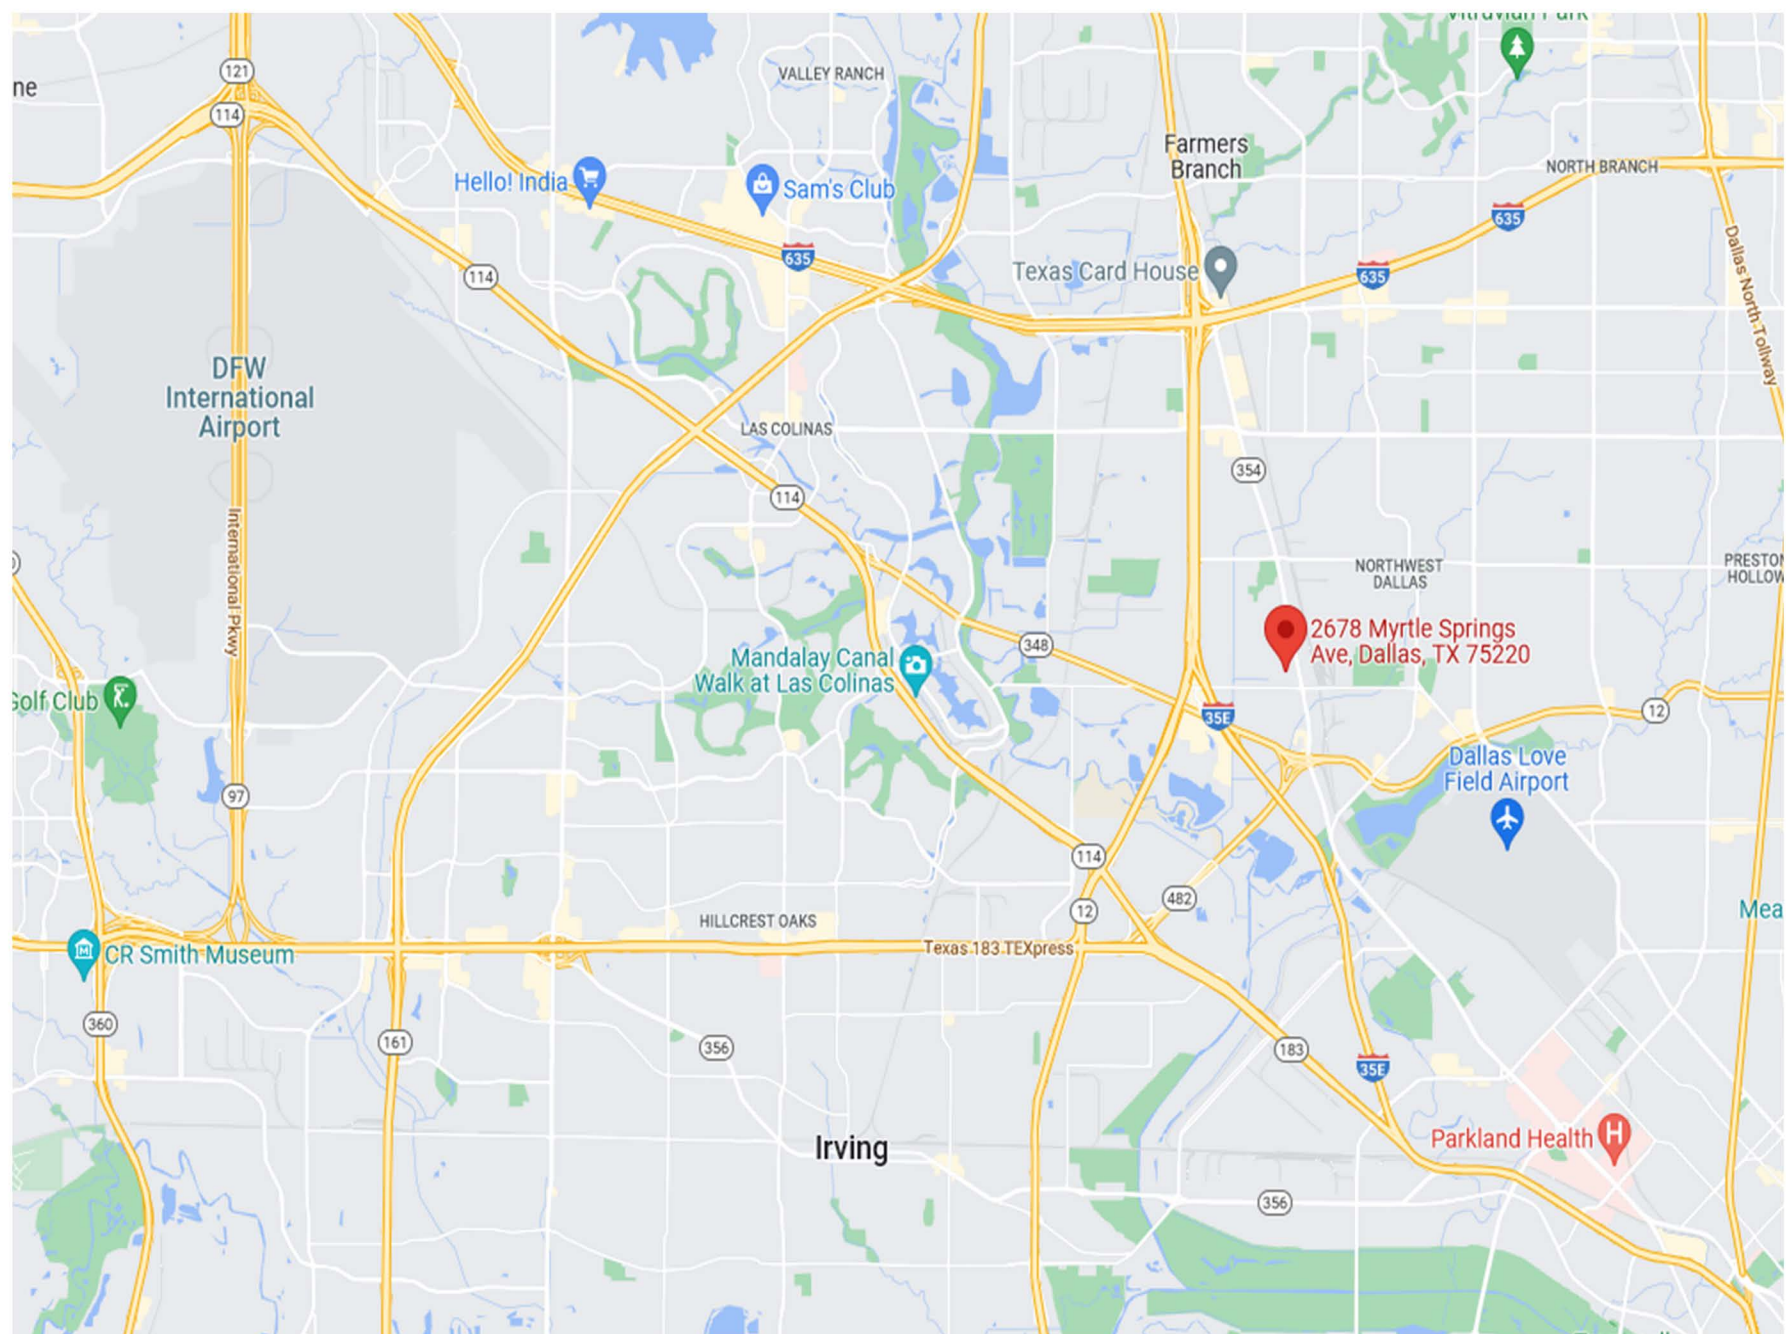 Vitruvian Park
121
ne
VALLEY RANCH
114
Farmers
Branch
NORTH BRANCH
Hello! India
Sam's Club
635
635
Dallas North Tollway
Texas Card House
635
114
DFW
International
Airport
LAS COLINAS
354
114
International Pkwy
NORTHWEST
DALLAS
PRESTON
HOLLOW
2678 Myrtle Springs
Ave, Dallas, TX 75220
348
Mandalay Canal
Walk at Las Colinas
Golf Club
35E
12
Dallas Love
Field Airport
97
114
482
12
HILLCREST OAKS
Mea
Texas 183 TEXpress
CR Smith Museum
360
161
356
183
35E
Irving
Parkland Health
H
356